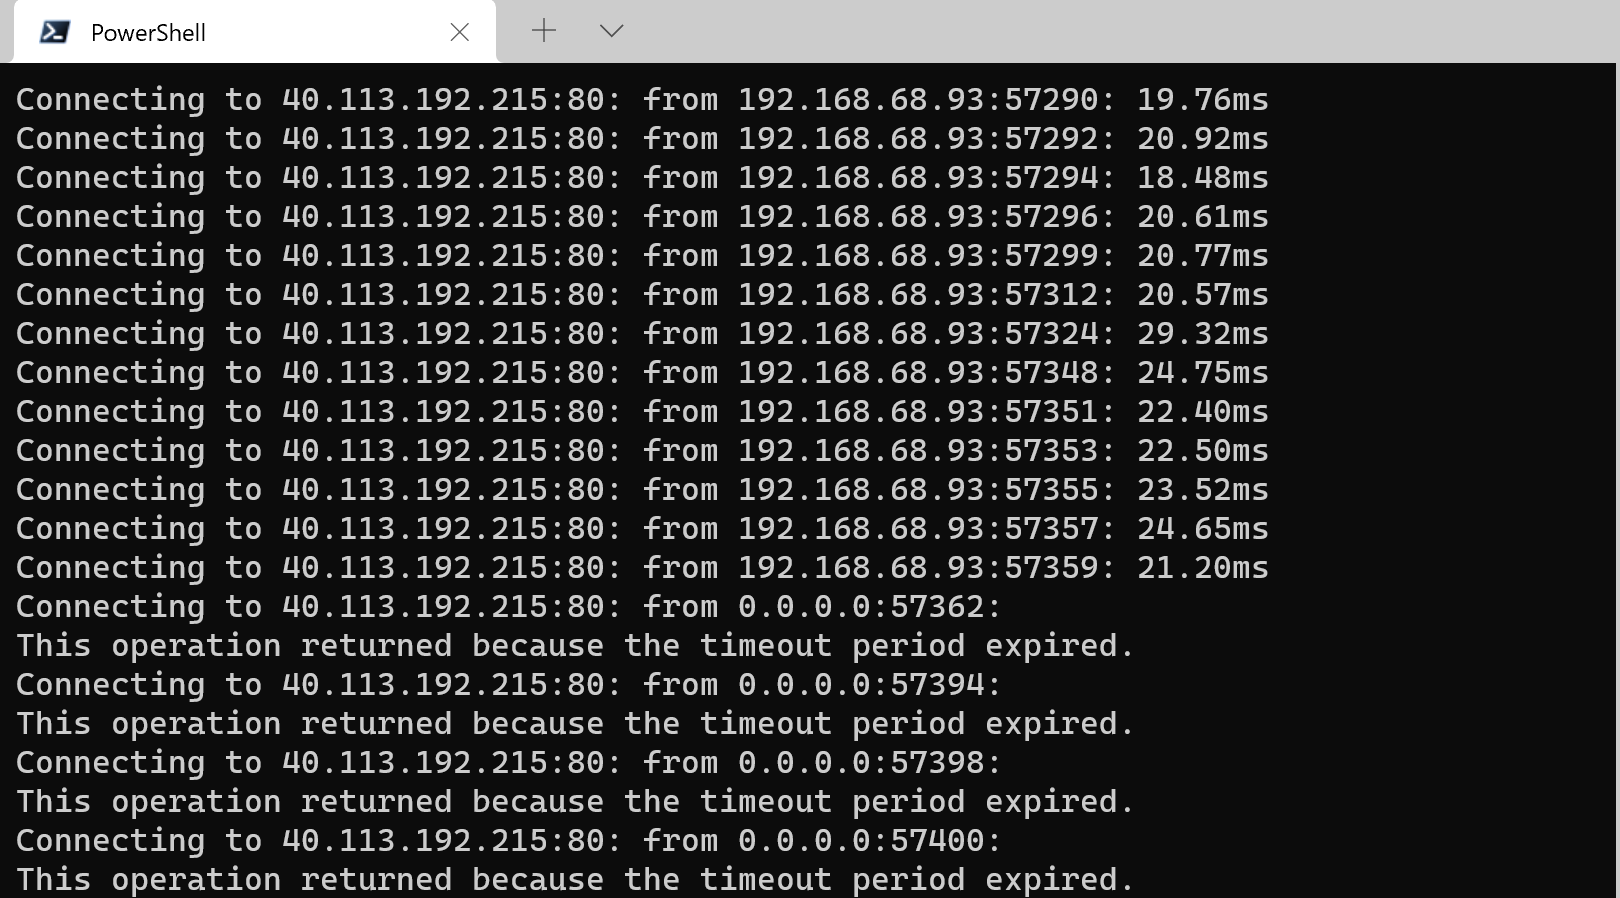 PowerShell
Connecting to 40.113.192.215:80: from 192.168.68.93:57290: 19.76ms
Connecting to 40.113.192.215:80: from 192.168.68.93:57292: 20.92ms
Connecting to 40.113.192.215:80: from 192.168.68.93:57294: 18.48ms
Connecting to 40.113.192.215:80: from 192.168.68.93:57296: 20.61ms
Connecting to 40.113.192.215:80: from 192.168.68.93:57299: 20.77ms
Connecting to 40.113.192.215:80: from 192.168.68.93:57312: 20.57ms
Connecting to 40.113.192.215:80: from 192.168.68.93:57324: 29.32ms
Connecting to 40.113.192.215:80: from 192.168.68.93:57348: 24.75ms
Connecting to 40.113.192.215:80: from 192.168.68.93:57351: 22.40ms
Connecting to 40.113.192.215:80: from 192.168.68.93:57353: 22.50ms
Connecting to 40.113.192.215:80: from 192.168.68.93:57355: 23.52ms
Connecting to 40.113.192.215:80: from 192.168.68.93:57357: 24.65ms
Connecting to 40.113.192.215:80: from 192.168.68.93:57359: 21.20ms
Connecting to 40.113.192.215:80: from 0.0.0.0:57362:
This operation returned because the timeout period expired.
Connecting to 40.113.192.215:80: from 0.0.0.0:57394:
This operation returned because the timeout period expired.
Connecting to 40.113.192.215:80: from 0.0.0.0:57398:
This operation returned because the timeout period expired.
Connecting to 40.113.192.215:80: from 0.0.0.0:57400:
This operation returned because the timeout period expired.